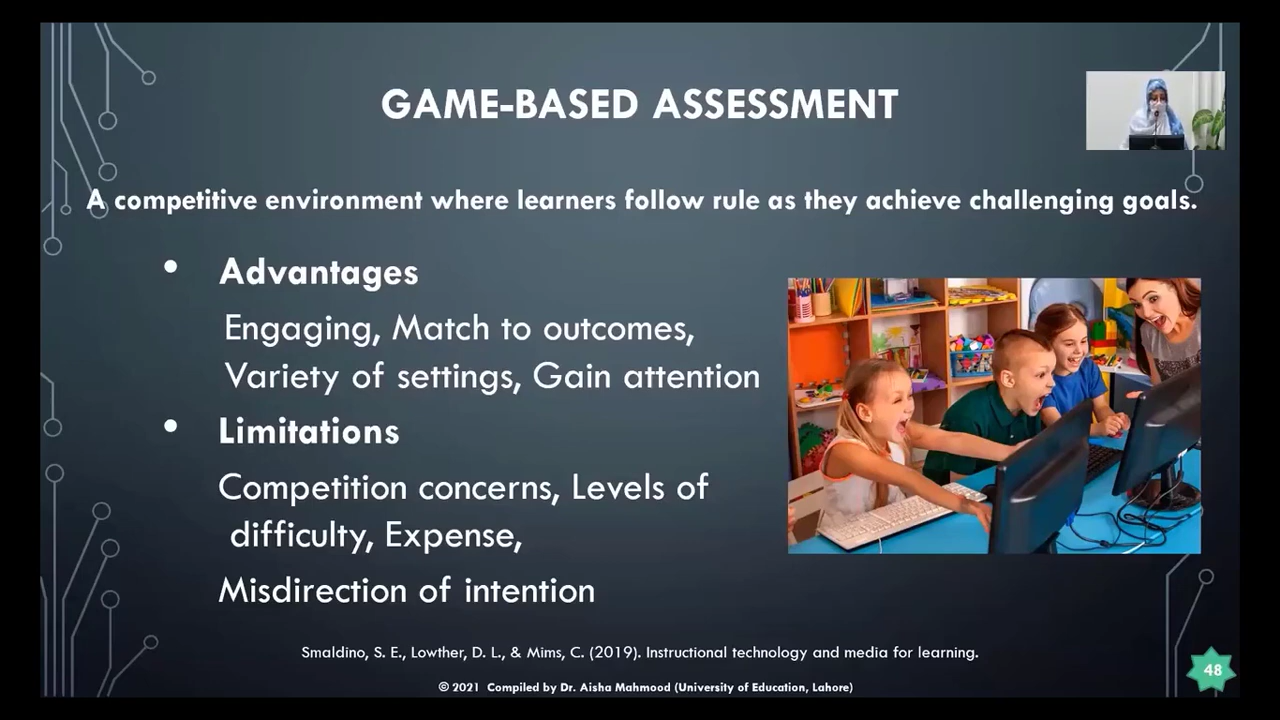 GAME-BASED ASSESSMENT
A competitive environment where learners follow rule as they achieve challenging goals.
• Advantages
Engaging, Match to outcomes,
Variety of settings, Gain attention
• Limitations
Competition concerns, Levels of
difficulty, Expense,
Misdirection of intention
Smaldino, S. E., Lowther, D. L., & Mims, C. (2019). Instructional technology and media for learning.
© 2021 Compiled by Dr. Aisha Mahmood (University of Education, Lahore)
48